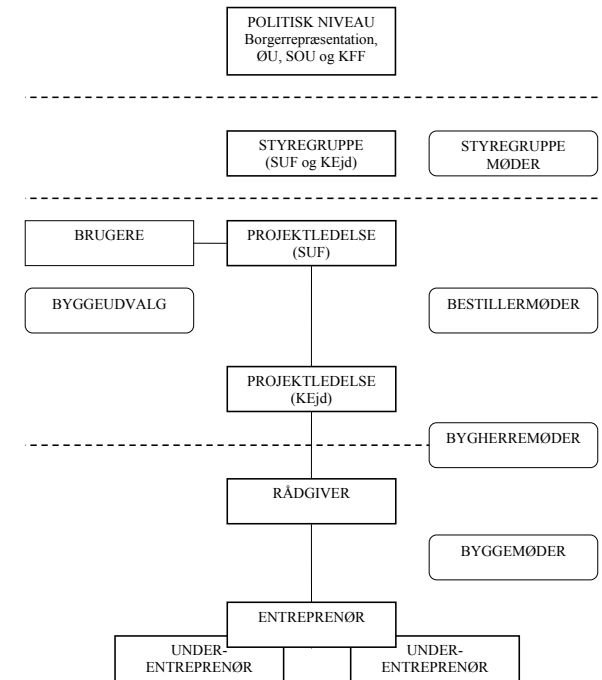 POLITISK NIVEAU
Borgerrepræsentation,
ØU, SOU og KFF
STYREGRUPPE
(SUF og KEjd)
STYREGRUPPE
MØDER
BRUGERE
PROJEKTLEDELSE
(SUF)
BYGGEUDVALG
BESTILLERMØDER
PROJEKTLEDELSE
(KEjd)
BYGHERREMØDER
RÅDGIVER
BYGGEMØDER
ENTREPRENØR
UNDER-
ENTREPRENØR
UNDER-
ENTREPRENØR